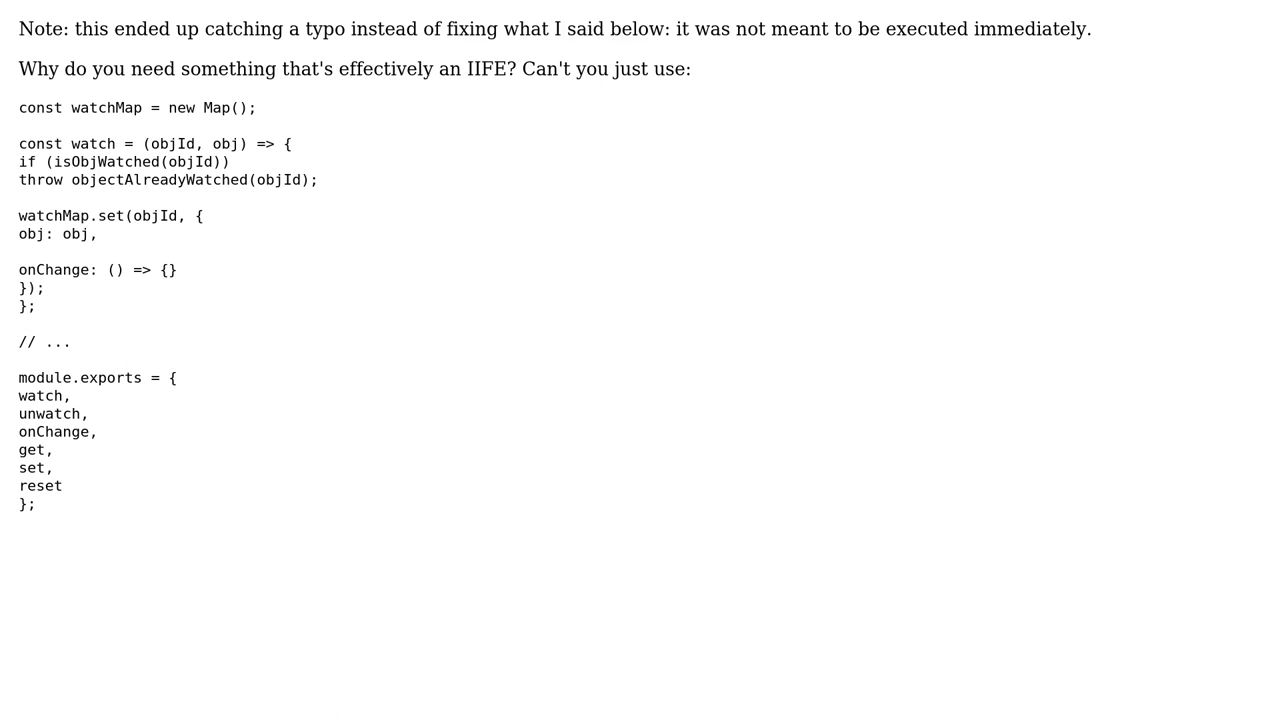 Note: this ended up catching a typo instead of fixing what I said below: it was not meant to be executed immediately.
Why do you need something that's effectively an IIFE? Can't you just use:
const watchMap = new Map();
const watch = (objId, obj) => {
if (isObjWatched(objId))
throw objectAlreadyWatched(objId);
watchMap.set(objId, {
obj: obj,
onChange: () => {}
});
};
// ...
module.exports = {
watch,
unwatch,
onChange,
get,
set,
reset
};